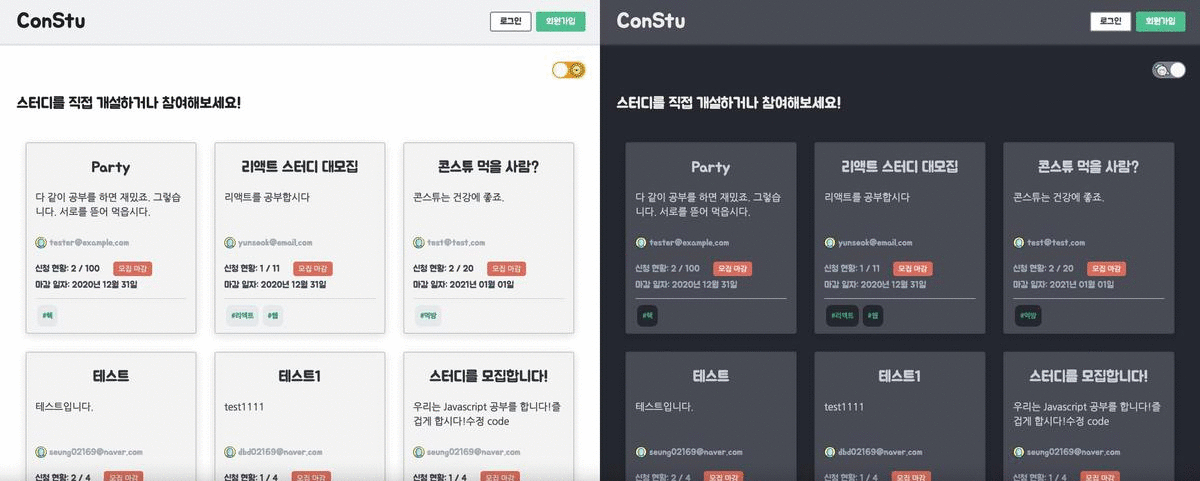 ConStu
로그인
회원가입
스터디를 직접 개설하거나 참여해보세요!
Party
다 같이 공부를 하면 재밌죠. 그렇습
니다. 서로를 뜯어 먹읍시다.
tester@example.com
신청 현황: 2 / 100
모집 마감
마감 일자: 2020년 12월 31일
#떡
리액트 스터디 대모집
리액트를 공부합시다
yunseok@email.com
신청 현황: 1 / 11
모집 마감
마감 일자: 2020년 12월 31일
#리액트 #웹
콘스튜 먹을 사람?
콘스튜는 건강에 좋죠.
test@test.com
신청 현황: 2 / 20
모집 마감
마감 일자: 2021년 01월 01일
#먹방
테스트
테스트입니다.
seung02169@naver.com
신청 현황: 2 / 4
모집 마감
테스트1
test1111
dbd02169@naver.com
신청 현황: 1 / 4
모집 마감
스터디를 모집합니다!
우리는 Javascript 공부를 합니다!즐
겁게 합시다!수정 code
seung02169@naver.com
신청 현황: 1 / 4
모집 마감
ConStu
로그인
회원가입
스터디를 직접 개설하거나 참여해보세요!
Party
다 같이 공부를 하면 재밌죠. 그렇습
니다. 서로를 뜯어 먹읍시다.
tester@example.com
신청 현황: 2 / 100
모집 마감
마감 일자: 2020년 12월 31일
리액트 스터디 대모집
리액트를 공부합시다
yunseok@email.com
신청 현황: 1 / 11
모집 마감
마감 일자: 2020년 12월 31일
#리액트 #웹
콘스튜 먹을 사람?
콘스튜는 건강에 좋죠.
test@test.com
신청 현황: 2 / 20
모집 마감
마감 일자: 2021년 01월 01일
#먹방
테스트
테스트입니다.
seung02169@naver.com
신청 현황: 2 / 4
모집 마감
테스트1
test1111
dbd02169@naver.com
신청 현황: 1 / 4
모집 마감
스터디를 모집합니다!
우리는 Javascript 공부를 합니다!즐
겁게 합시다!수정 code
seung02169@naver.com
신청 현황: 1 / 4
모집 마감